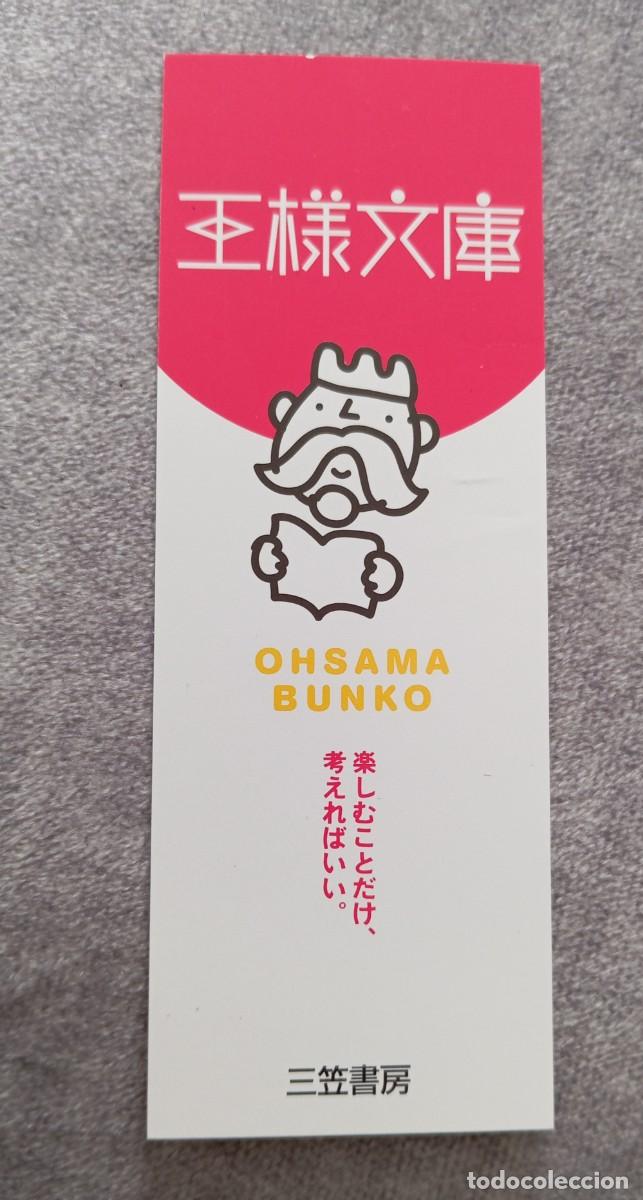 王様文庫
OHSAMA
BUNKO
楽しむことだけ、
考えればいい。
三笠書房
todocoleccion